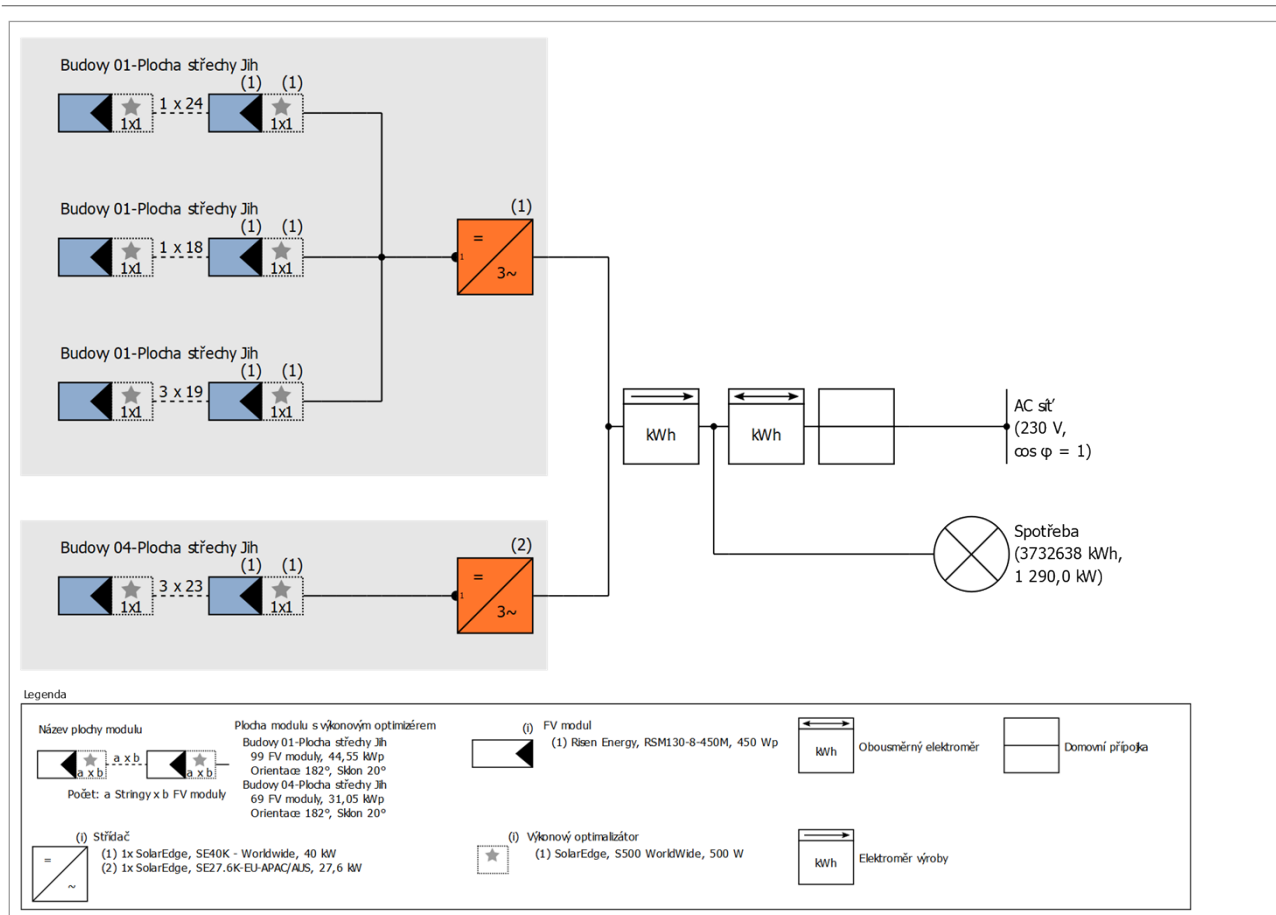 Budovy 01-Plocha střechy Jih
(1) (1)
1 x 24
1x1 1x1
Budovy 01-Plocha střechy Jih
(1) (1)
1 x 18
1x1 1x1
(1)
=
1
3~
Budovy 01-Plocha střechy Jih
(1) (1)
3 x 19
1x1 1x1
kWh
kWh
AC síť
(230 V,
cos φ = 1)
Budovy 04-Plocha střechy Jih
(1) (1)
3 x 23
1x1 1x1
(2)
=
1
3~
Spotřeba
(3732638 kWh,
1 290,0 kW)
Legenda
Název plochy modulu
a x b
a x b a x b
Počet: a Stringy x b FV moduly
Plocha modulu s výkonovým optimizérem
Budovy 01-Plocha střechy Jih
99 FV moduly, 44,55 kWp
Orientace 182°, Sklon 20°
Budovy 04-Plocha střechy Jih
69 FV moduly, 31,05 kWp
Orientace 182°, Sklon 20°
(i) FV modul
(1) Risen Energy, RSM130-8-450M, 450 Wp
kWh
Obousměrný elektroměr
Domovní přípojka
(i) Střídač
=
~
(1) 1x SolarEdge, SE40K - Worldwide, 40 kW
(2) 1x SolarEdge, SE27.6K-EU-APAC/AUS, 27,6 kW
(i) Výkonový optimalizátor
(1) SolarEdge, S500 WorldWide, 500 W
kWh
Elektroměr výroby